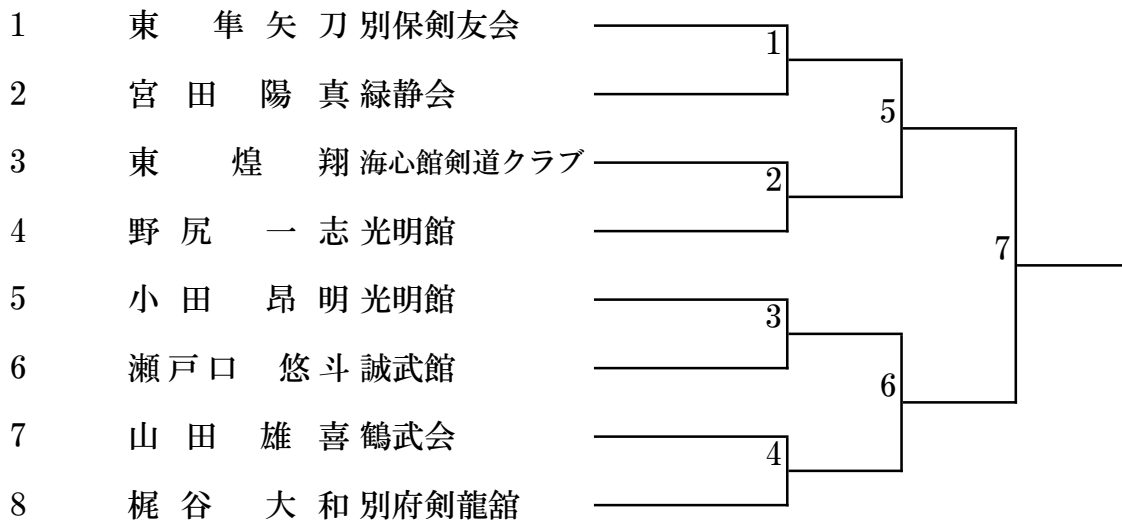 1 東 隼矢刀 別保剣友会
1
2 宮田 陽真 緑静会
5
3 東 煌翔 海心館剣道クラブ
2
4 野尻 一志 光明館
7
5 小田 昂明 光明館
3
6 瀬戸口 悠斗 誠武館
6
7 山田 雄喜 鶴武会
4
8 梶谷 大和 別府剣龍舘